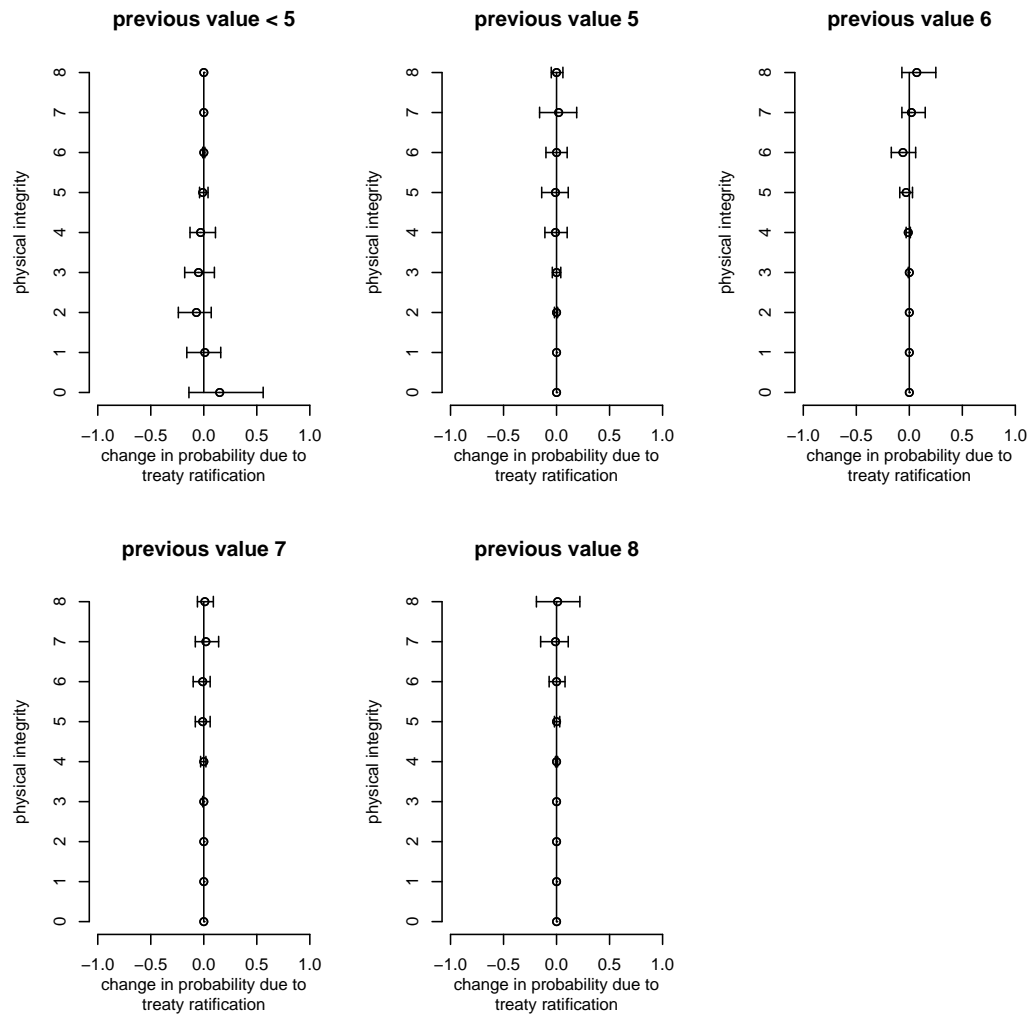 previous value < 5
physical integrity
8
7
6
5
4
3
2
1
0
−1.0 −0.5 0.0 0.5 1.0
change in probability due to
treaty ratification
previous value 5
physical integrity
8
7
6
5
4
3
2
1
0
−1.0 −0.5 0.0 0.5 1.0
change in probability due to
treaty ratification
previous value 6
physical integrity
8
7
6
5
4
3
2
1
0
−1.0 −0.5 0.0 0.5 1.0
change in probability due to
treaty ratification
previous value 7
physical integrity
8
7
6
5
4
3
2
1
0
−1.0 −0.5 0.0 0.5 1.0
change in probability due to
treaty ratification
previous value 8
physical integrity
8
7
6
5
4
3
2
1
0
−1.0 −0.5 0.0 0.5 1.0
change in probability due to
treaty ratification